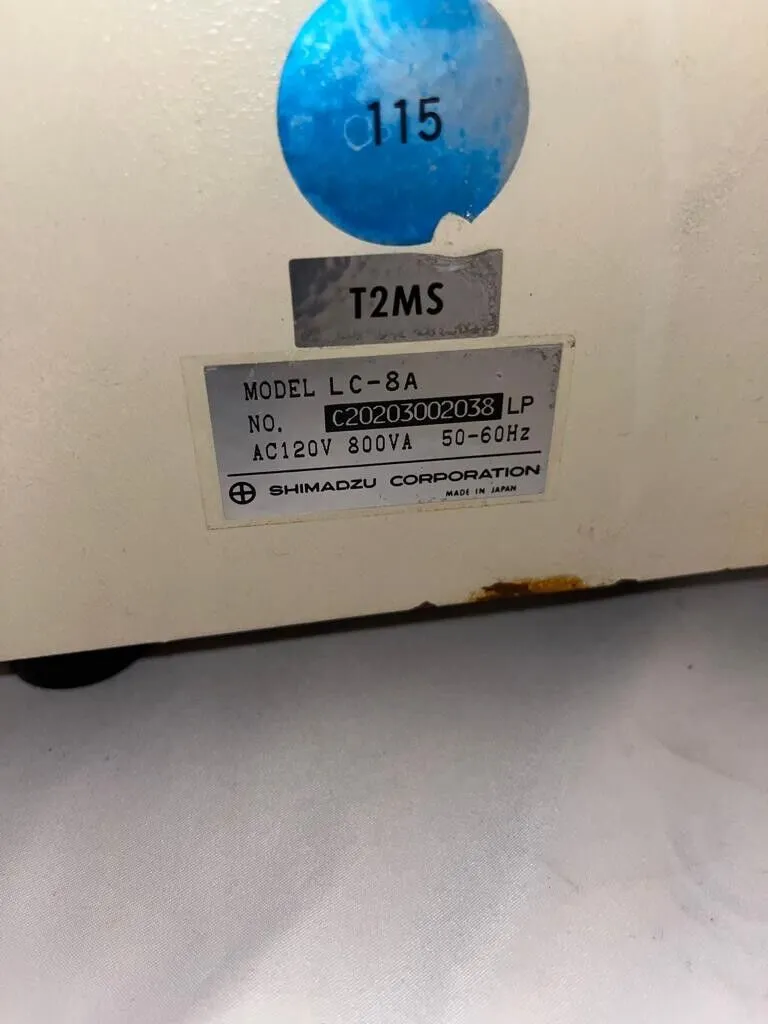 115
T2MS
MODEL LC-8A
NO. C20203002038 LP
AC120V 800VA 50-60Hz
SHIMADZU CORPORATION
MADE IN JAPAN